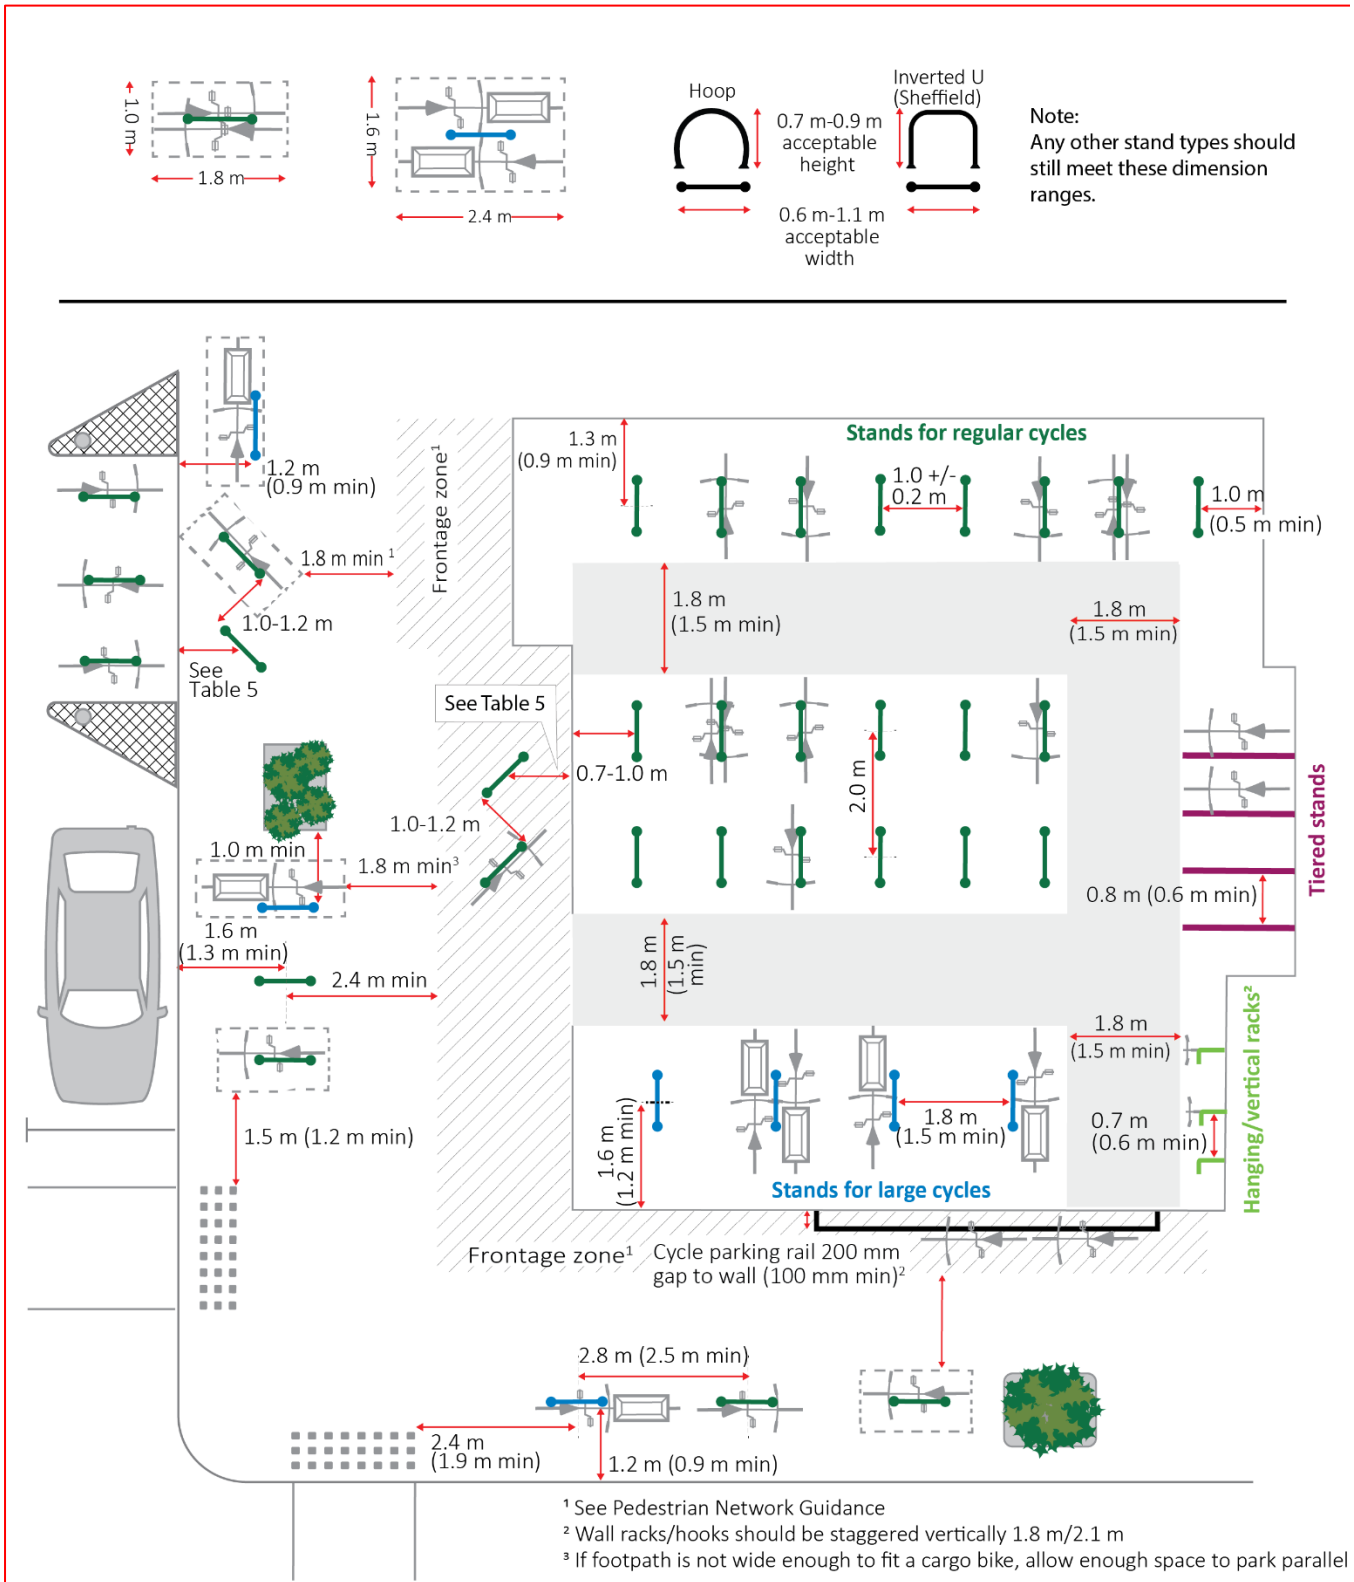 1.0 m
1.8 m
1.6 m
2.4 m
Hoop
0.7 m-0.9 m
acceptable
height
0.6 m-1.1 m
acceptable
width
Inverted U
(Sheffield)
Note:
Any other stand types should
still meet these dimension
ranges.
1.2 m
(0.9 m min)
1.8 m min ¹
1.0-1.2 m
See
Table 5
Frontage zone¹
1.3 m
(0.9 m min)
Stands for regular cycles
1.0 +/-
0.2 m
1.0 m
(0.5 m min)
1.8 m
(1.5 m min)
1.8 m
(1.5 m min)
See Table 5
0.7-1.0 m
1.0-1.2 m
2.0 m
1.0 m min
1.8 m min³
1.6 m
(1.3 m min)
2.4 m min
0.8 m (0.6 m min)
Tiered stands
1.8 m
(1.5 m
min)
1.8 m
(1.5 m min)
Hanging/vertical racks²
0.7 m
(0.6 m min)
1.5 m (1.2 m min)
1.6 m
(1.2 m min)
1.8 m
(1.5 m min)
Stands for large cycles
Frontage zone¹
Cycle parking rail 200 mm
gap to wall (100 mm min)²
2.8 m (2.5 m min)
2.4 m
(1.9 m min)
1.2 m (0.9 m min)
¹ See Pedestrian Network Guidance
² Wall racks/hooks should be staggered vertically 1.8 m/2.1 m
³ If footpath is not wide enough to fit a cargo bike, allow enough space to park parallel